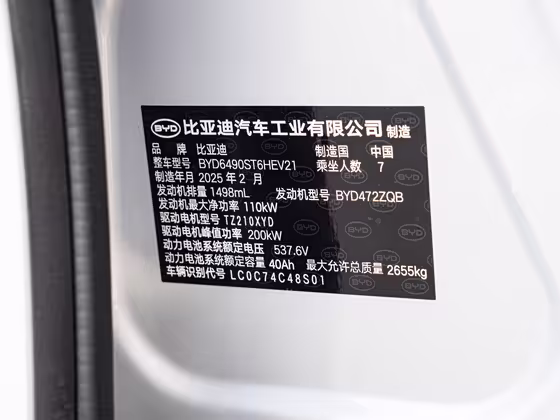 BYD 比亚迪汽车工业有限公司 制造
品 牌 比亚迪 制造国 中国
整车型号 BYD6490ST6HEV21 乘坐人数 7
制造年月 2025 年 2 月
发动机排量 1498mL 发动机型号 BYD472ZQB
发动机最大净功率 110kW
驱动电机型号 TZ210XYD
驱动电机峰值功率 200kW
动力电池系统额定电压 537.6V
动力电池系统额定容量 40Ah 最大允许总质量 2655kg
车辆识别代号 LC0C74C48S01